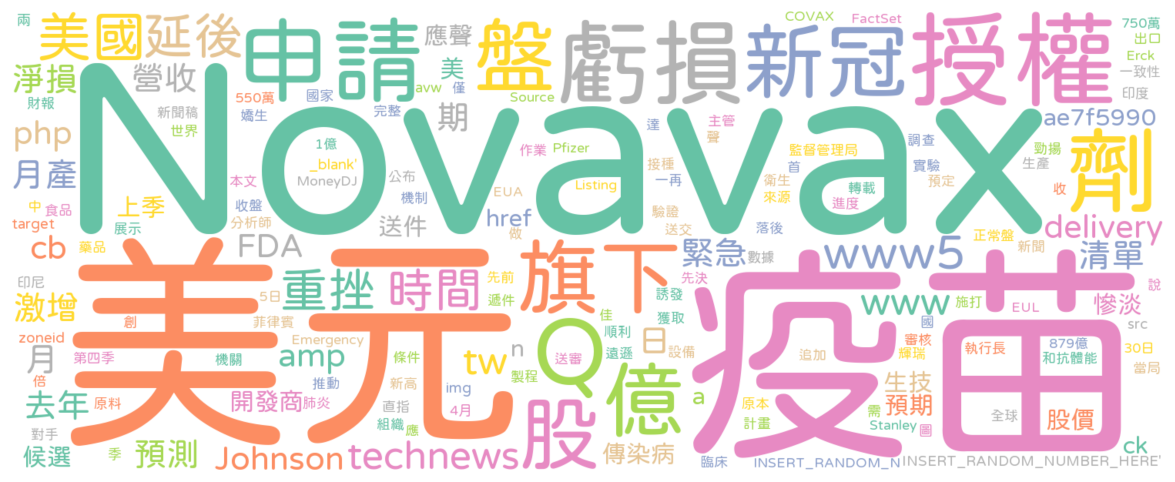 兩
美國
延後
申請
應聲
盤
虧損
COVAX
FactSet
新冠
授權
750萬
出口
Erck
一致性
淨損
財報
營收
550萬
國家
嬌生
完整
avw
美
僅
Source
新聞稿
世界
php
月產
Novavax
1億
_blank'
MoneyDJ
公布
期
作業
Pfizer
達
聲
主管
監督管理局
調查
ae7f5990
勁揚
印度
生產
劑
中
食品
target
上季
本文
收盤
分析師
機制
EUA
做
接種
一再
首
衛生
來源
Listing
轉載
進度
實驗
預定
收
cb
藥品
展示
FDA
送件
href
驗證
送交
落後
正常盤
新聞
delivery
印尼
激增
美元
5日
重挫
時間
先前
遞件
旗下
緊急
數據
www5
清單
先決
誘發
獲取
疫苗
www
施打
EUL
慘淡
說
src
zoneid
月
第四季
創
菲律賓
機關
Emergency
amp
條件
tw
n
Q
佳
順利
遠遜
日
設備
送審
追加
國
審核
輝瑞
執行長
879億
和抗體能
30日
當局
倍
去年
原料
推動
開發商
肺炎
新高
直指
組織
img
4月
應
製程
股
億
a
原本
計畫
生技
預期
需
Stanley
圖
全球
股價
對手
候選
季
預測
Johnson
technews
傳染病
臨床
INSERT_RANDOM_N
INSERT_RANDOM_NUMBER_HERE'
ck